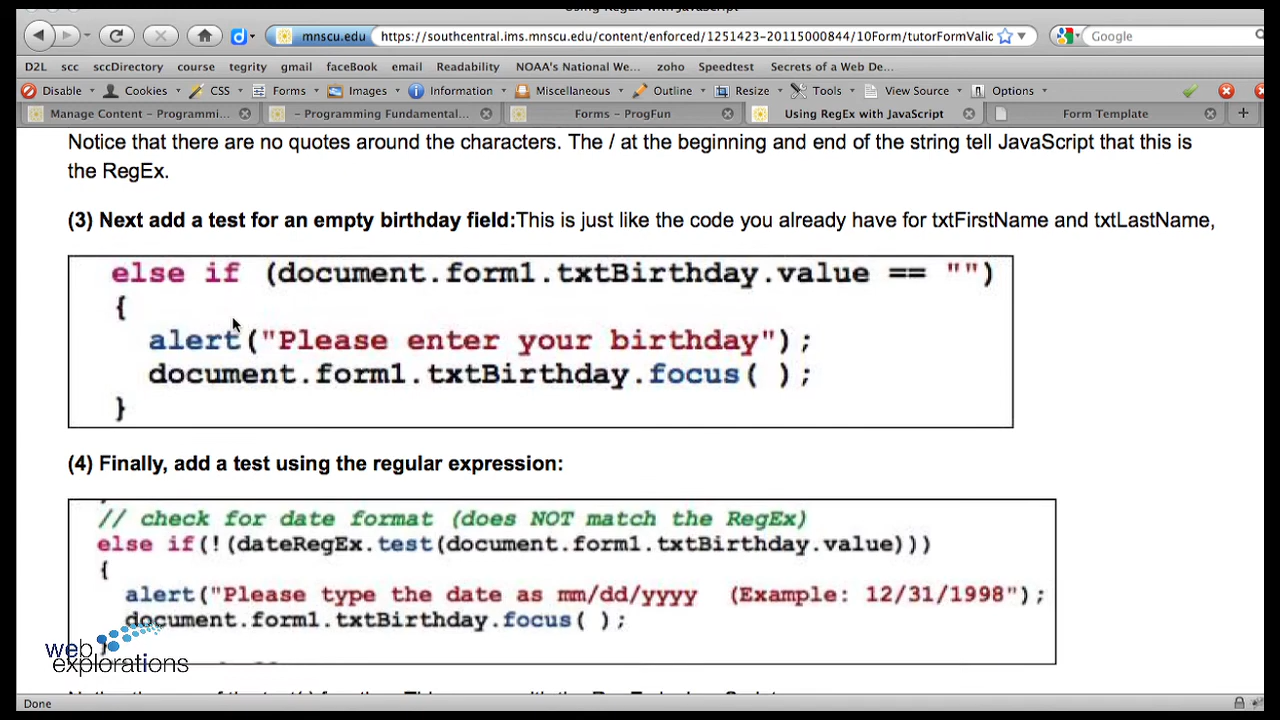 Using RegEx with JavaScript
mnscu.edu https://southcentral.ims.mnscu.edu/content/enforced/1251423-20115000844/10Form/tutorFormValic Google
D2L scc sccDirectory course tegrity gmail faceBook email Readability NOAA's National We... zoho Speedtest Secrets of a Web De...
Disable Cookies CSS Forms Images Information Miscellaneous Outline Resize Tools View Source Options
Manage Content - Programmi... - Programming Fundamental... Forms - ProgFun Using RegEx with JavaScript Form Template
Notice that there are no quotes around the characters. The / at the beginning and end of the string tell JavaScript that this is
the RegEx.
(3) Next add a test for an empty birthday field:This is just like the code you already have for txtFirstName and txtLastName,
else if (document.form1.txtBirthday.value == "")
{
alert("Please enter your birthday");
document.form1.txtBirthday.focus( );
}
(4) Finally, add a test using the regular expression:
// check for date format (does NOT match the RegEx)
else if(!(dateRegEx.test(document.form1.txtBirthday.value)))
{
alert("Please type the date as mm/dd/yyyy (Example: 12/31/1998");
document.form1.txtBirthday.focus( );
}
web
explorations
Done